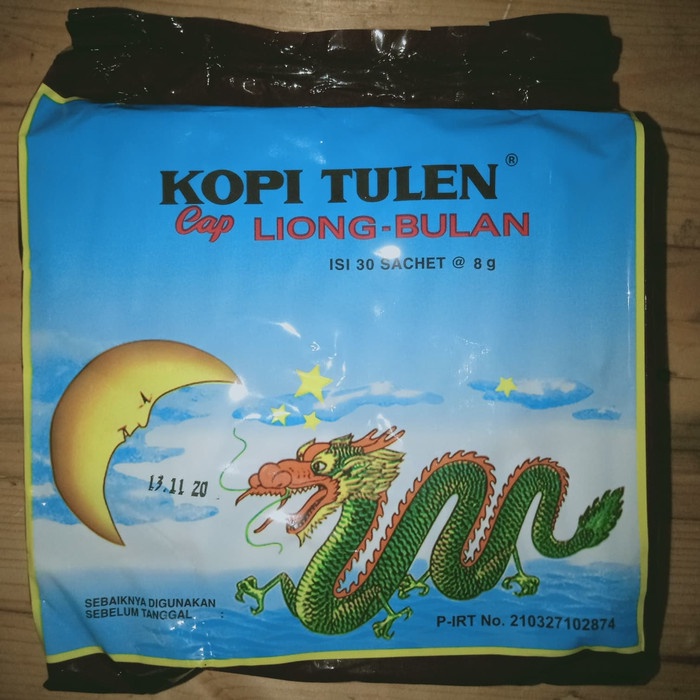 KOPI TULEN ®
Cap LIONG-BULAN
ISI 30 SACHET @ 8 g
13.11 20
SEBAIKNYA DIGUNAKAN
SEBELUM TANGGAL :
P-IRT No. 210327102874